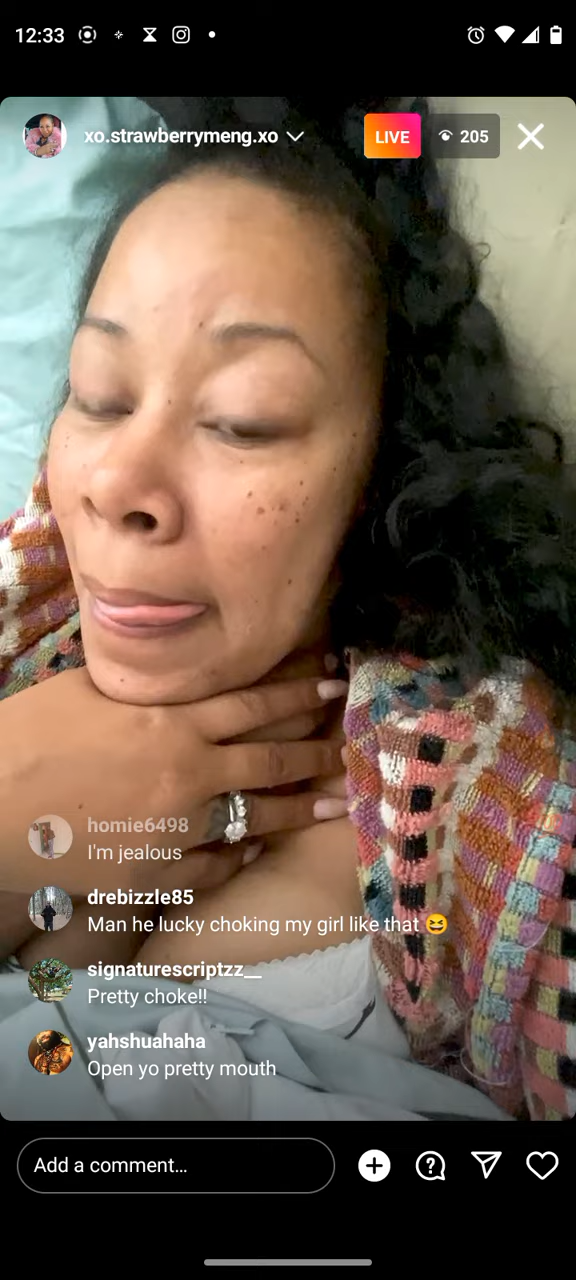 12:33
xo.strawberrymeng.xo
LIVE
205
homie6498
I'm jealous
drebizzle85
Man he lucky choking my girl like that 😆
signaturescriptzz__
Pretty choke!!
yahshuahaha
Open yo pretty mouth
Add a comment...